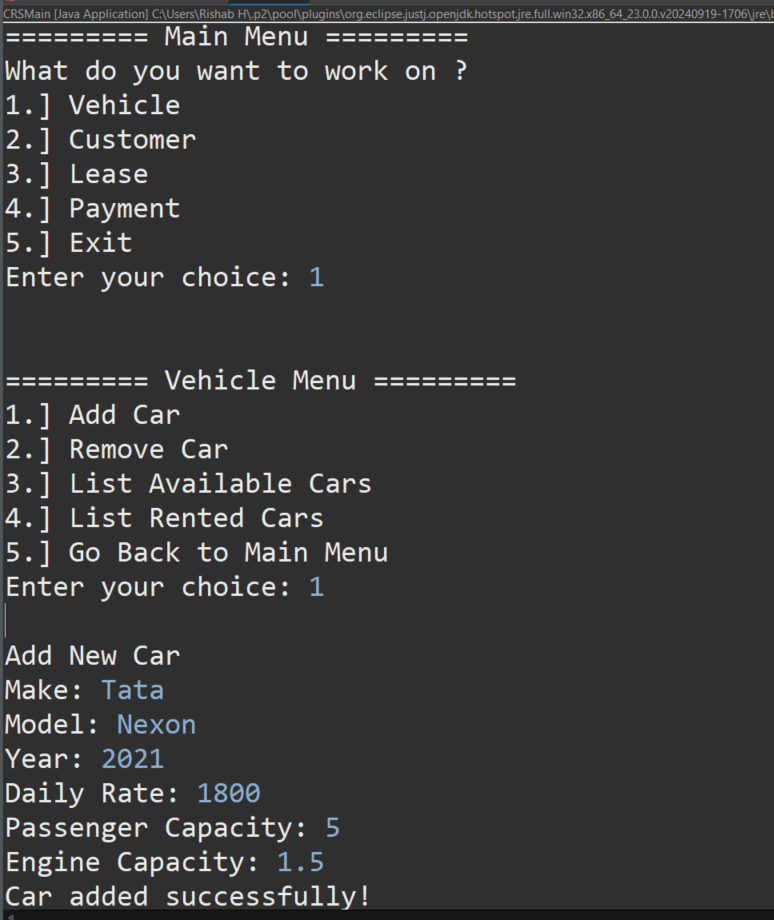 CRSMain [Java Application] C:\Users\Rishab H\.p2\pool\plugins\org.eclipse.justj.openjdk.hotspot.jre.full.win32.x86_64_23.0.0.v20240919-1706\jre\b
========= Main Menu =========
What do you want to work on ?
1.] Vehicle
2.] Customer
3.] Lease
4.] Payment
5.] Exit
Enter your choice: 1
========= Vehicle Menu =========
1.] Add Car
2.] Remove Car
3.] List Available Cars
4.] List Rented Cars
5.] Go Back to Main Menu
Enter your choice: 1
Add New Car
Make: Tata
Model: Nexon
Year: 2021
Daily Rate: 1800
Passenger Capacity: 5
Engine Capacity: 1.5
Car added successfully!